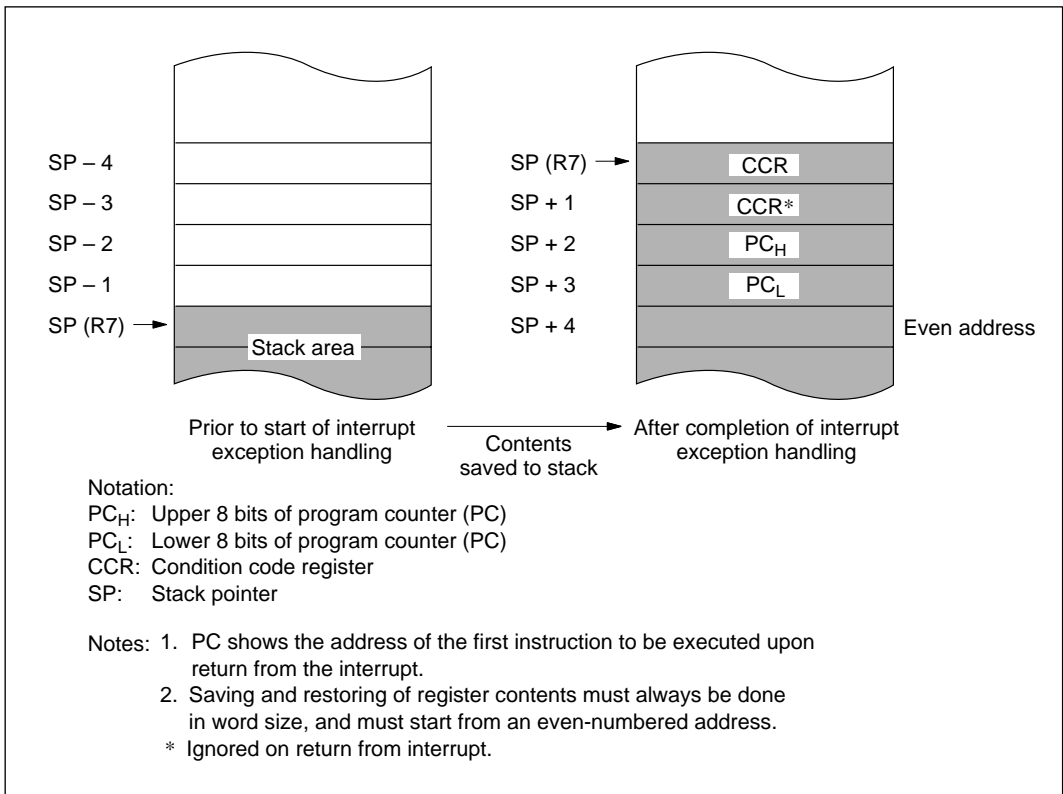 SP – 4
SP – 3
SP – 2
SP – 1
SP (R7)
Stack area
SP (R7)
SP + 1
SP + 2
SP + 3
SP + 4
CCR
CCR*
PCH
PCL
Even address
Prior to start of interrupt
exception handling
Contents
saved to stack
After completion of interrupt
exception handling
Notation:
PCH: Upper 8 bits of program counter (PC)
PCL: Lower 8 bits of program counter (PC)
CCR: Condition code register
SP: Stack pointer
Notes: 1. PC shows the address of the first instruction to be executed upon
return from the interrupt.
2. Saving and restoring of register contents must always be done
in word size, and must start from an even-numbered address.
* Ignored on return from interrupt.